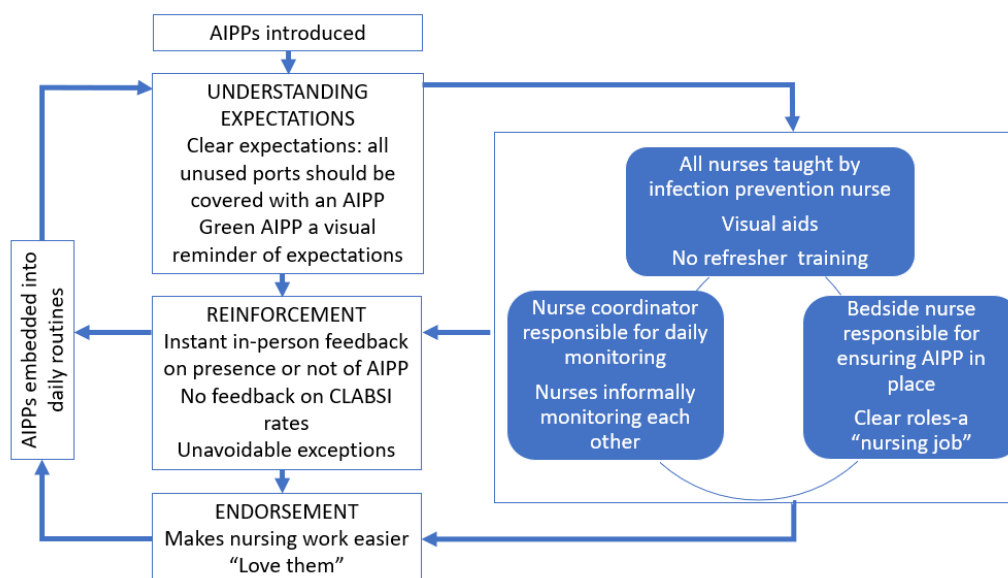 AIPPs introduced
UNDERSTANDING
EXPECTATIONS
Clear expectations: all
unused ports should be
covered with an AIPP
Green AIPP a visual
reminder of expectations
REINFORCEMENT
Instant in-person feedback
on presence or not of AIPP
No feedback on CLABSI
rates
Unavoidable exceptions
ENDORSEMENT
Makes nursing work easier
“Love them”
AIPPs embedded into
daily routines
All nurses taught by
infection prevention nurse
Visual aids
No refresher training
Nurse coordinator
responsible for daily
monitoring
Nurses informally
monitoring each
other
Bedside nurse
responsible for
ensuring AIPP in
place
Clear roles-a
“nursing job”